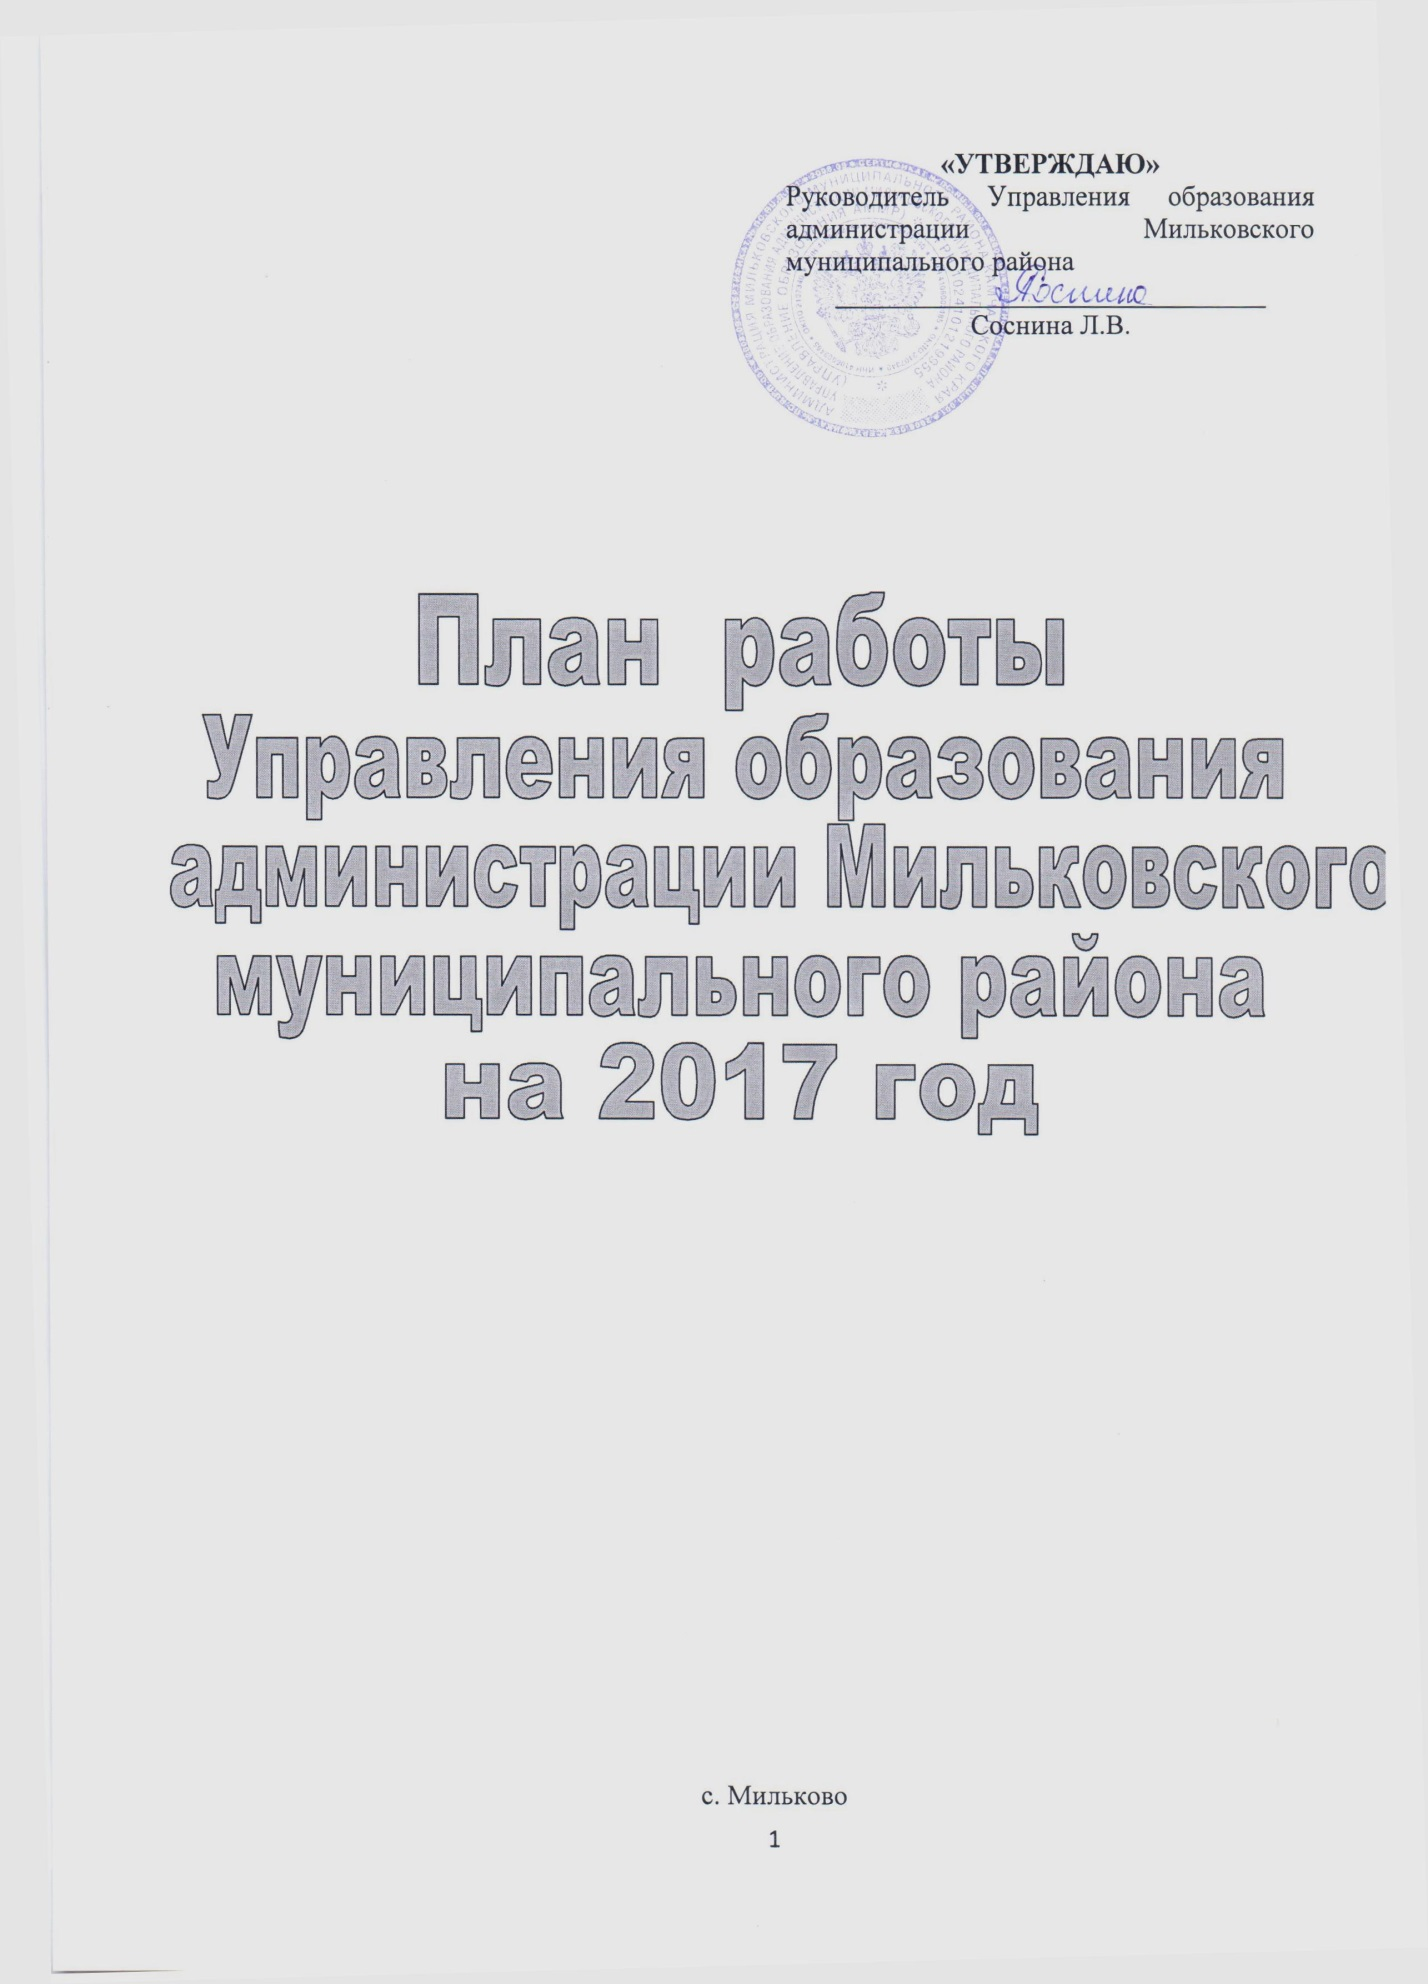 «УТВЕРЖДАЮ»
Руководитель Управления образования
администрации Мильковского
муниципального района
Соснина Л.В.
План работы
Управления образования
администрации Мильковского
муниципального района
на 2017 год
с. Мильково
1